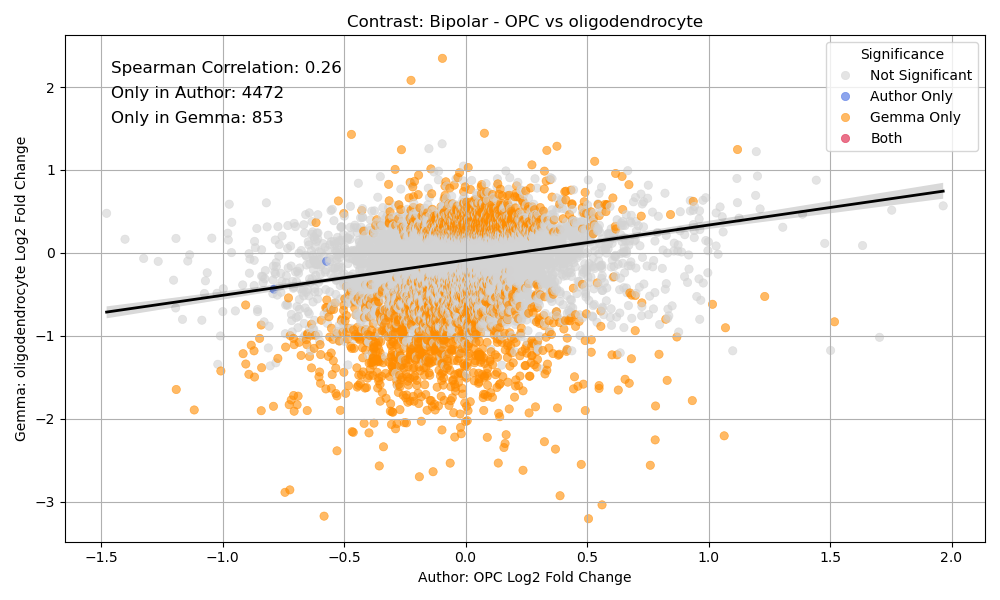 Contrast: Bipolar - OPC vs oligodendrocyte
Spearman Correlation: 0.26
Only in Author: 4472
Only in Gemma: 853
Significance
Not Significant
Author Only
Gemma Only
Both
Gemma: oligodendrocyte Log2 Fold Change
2
1
0
−1
−2
−3
−1.5
−1.0
−0.5
0.0
0.5
1.0
1.5
2.0
Author: OPC Log2 Fold Change